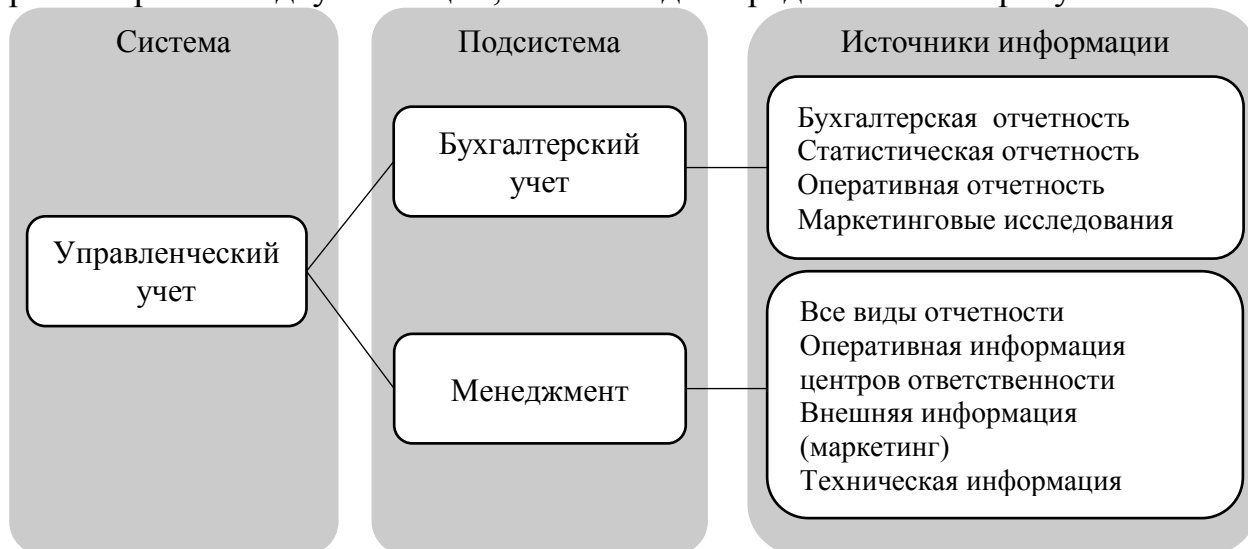 Система
Подсистема
Источники информации
Управленческий
учет
Бухгалтерский
учет
Менеджмент
Бухгалтерская отчетность
Статистическая отчетность
Оперативная отчетность
Маркетинговые исследования
Все виды отчетности
Оперативная информация
центров ответственности
Внешняя информация
(маркетинг)
Техническая информация